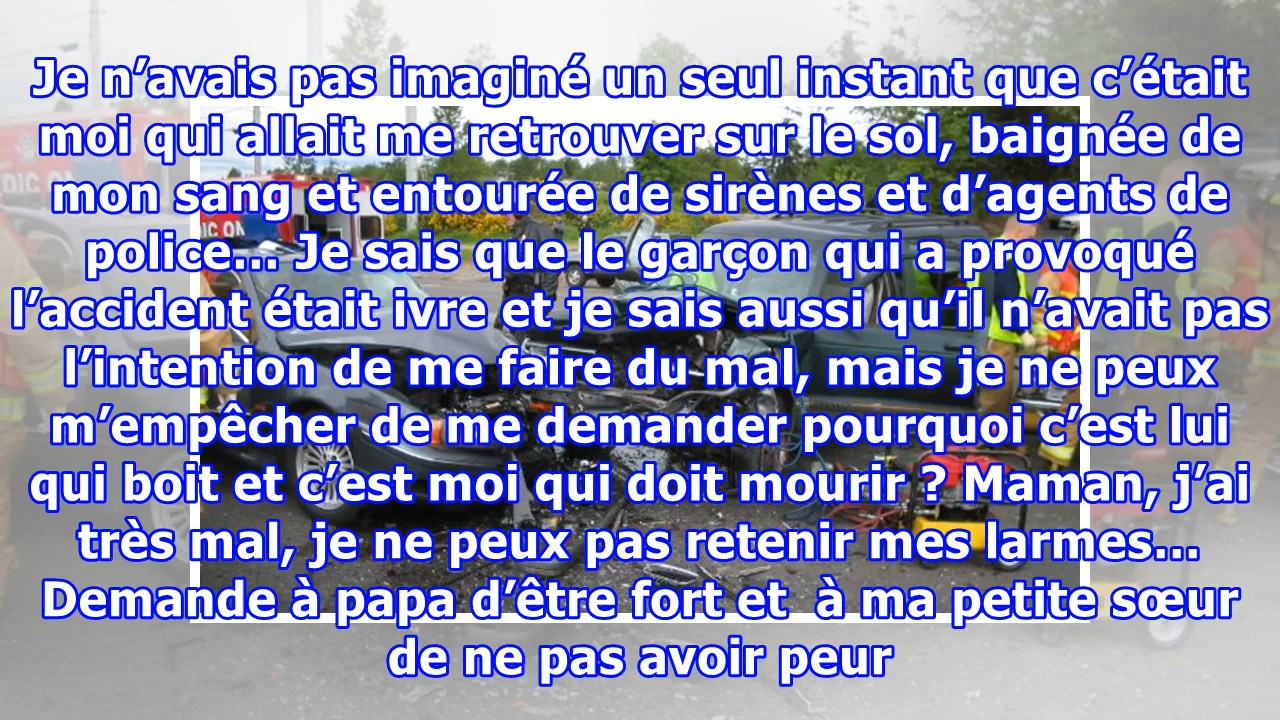 Je n’avais pas imaginé un seul instant que c’était
moi qui allait me retrouver sur le sol, baignée de
mon sang et entourée de sirènes et d’agents de
police... Je sais que le garçon qui a provoqué
l’accident était ivre et je sais aussi qu’il n’avait pas
l’intention de me faire du mal, mais je ne peux
m’empêcher de me demander pourquoi c’est lui
qui boit et c’est moi qui doit mourir ? Maman, j’ai
très mal, je ne peux pas retenir mes larmes...
Demande à papa d’être fort et  à ma petite sœur
de ne pas avoir peur
DIC ON
DIC ON